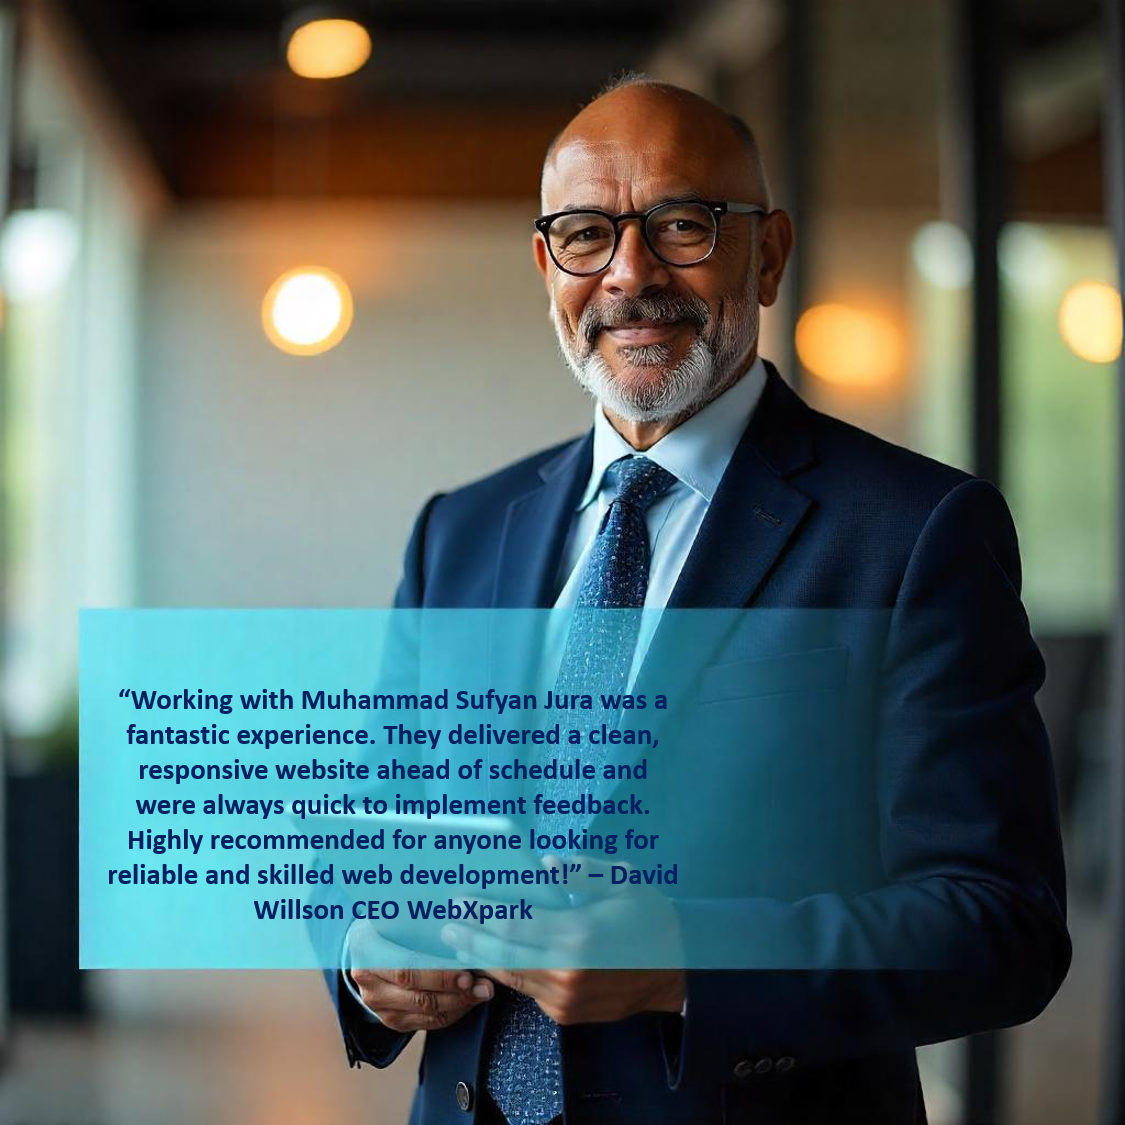 “Working with Muhammad Sufyan Jura was a
fantastic experience. They delivered a clean,
responsive website ahead of schedule and
were always quick to implement feedback.
Highly recommended for anyone looking for
reliable and skilled web development!” – David
Willson CEO WebXpark